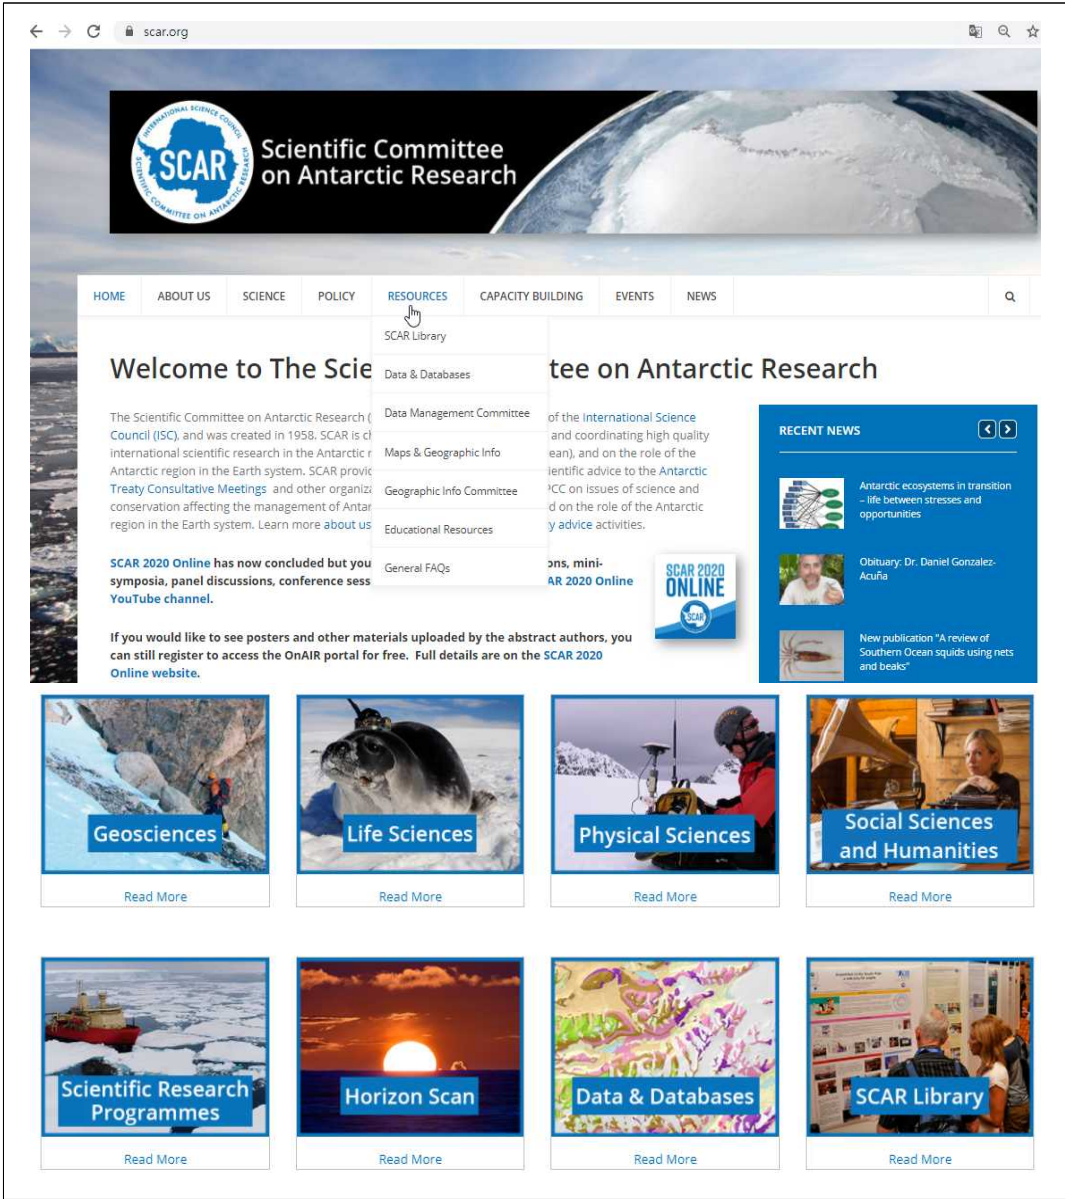 scar.org
INTERNATIONAL SCIENCE COUNCIL
SCAR
SCIENTIFIC COMMITTEE ON ANTARCTIC RESEARCH
Scientific Committee
on Antarctic Research
HOME ABOUT US SCIENCE POLICY RESOURCES CAPACITY BUILDING EVENTS NEWS
SCAR Library
Data & Databases
Data Management Committee
Maps & Geographic Info
Geographic Info Committee
Educational Resources
General FAQs
Welcome to The Scie tee on Antarctic Research
The Scientific Committee on Antarctic Research ( of the International Science
Council (ISC), and was created in 1958. SCAR is ch and coordinating high quality
international scientific research in the Antarctic r ean), and on the role of the
Antarctic region in the Earth system. SCAR provid ientific advice to the Antarctic
Treaty Consultative Meetings and other organiza PCC on issues of science and
conservation affecting the management of Antar d on the role of the Antarctic
region in the Earth system. Learn more about us y advice activities.
SCAR 2020 Online has now concluded but you ons, mini-
symposia, panel discussions, conference sess AR 2020 Online
YouTube channel.
SCAR 2020
ONLINE
SCAR
If you would like to see posters and other materials uploaded by the abstract authors, you
can still register to access the OnAIR portal for free. Full details are on the SCAR 2020
Online website.
RECENT NEWS
Antarctic ecosystems in transition
– life between stresses and
opportunities
Obituary: Dr. Daniel Gonzalez-
Acuña
New publication "A review of
Southern Ocean squids using nets
and beaks"
Geosciences
Read More
Life Sciences
Read More
Physical Sciences
Read More
Social Sciences
and Humanities
Read More
Scientific Research
Programmes
Read More
Horizon Scan
Read More
Data & Databases
Read More
SCAR Library
Read More